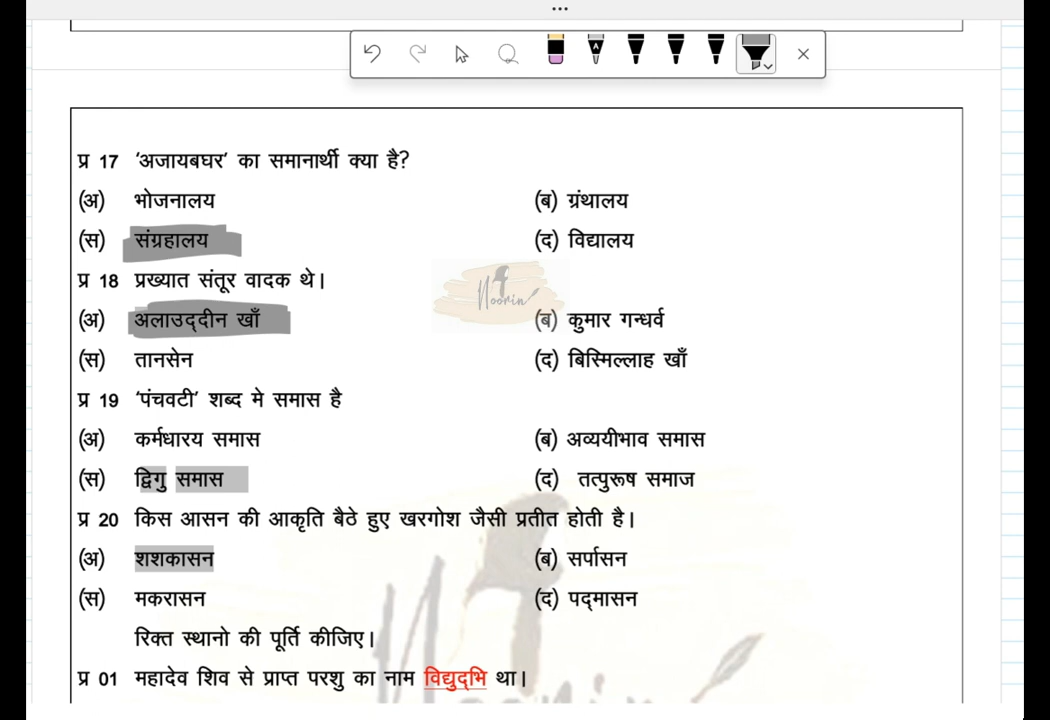 प्र 17 ‘अजायबघर’ का समानार्थी क्या है?
(अ) भोजनालय (ब) ग्रंथालय
(स) संग्रहालय (द) विद्यालय
प्र 18 प्रख्यात संतूर वादक थे।
(अ) अलाउद्दीन खाँ (ब) कुमार गन्धर्व
(स) तानसेन (द) बिस्मिल्लाह खाँ
प्र 19 ‘पंचवटी’ शब्द मे समास है
(अ) कर्मधारय समास (ब) अव्ययीभाव समास
(स) द्विगु समास (द) तत्पुरूष समाज
प्र 20 किस आसन की आकृति बैठे हुए खरगोश जैसी प्रतीत होती है।
(अ) शशकासन (ब) सर्पासन
(स) मकरासन (द) पद्मासन
रिक्त स्थानो की पूर्ति कीजिए।
प्र 01 महादेव शिव से प्राप्त परशु का नाम विद्युद्भि था।
Noorin
Noorin